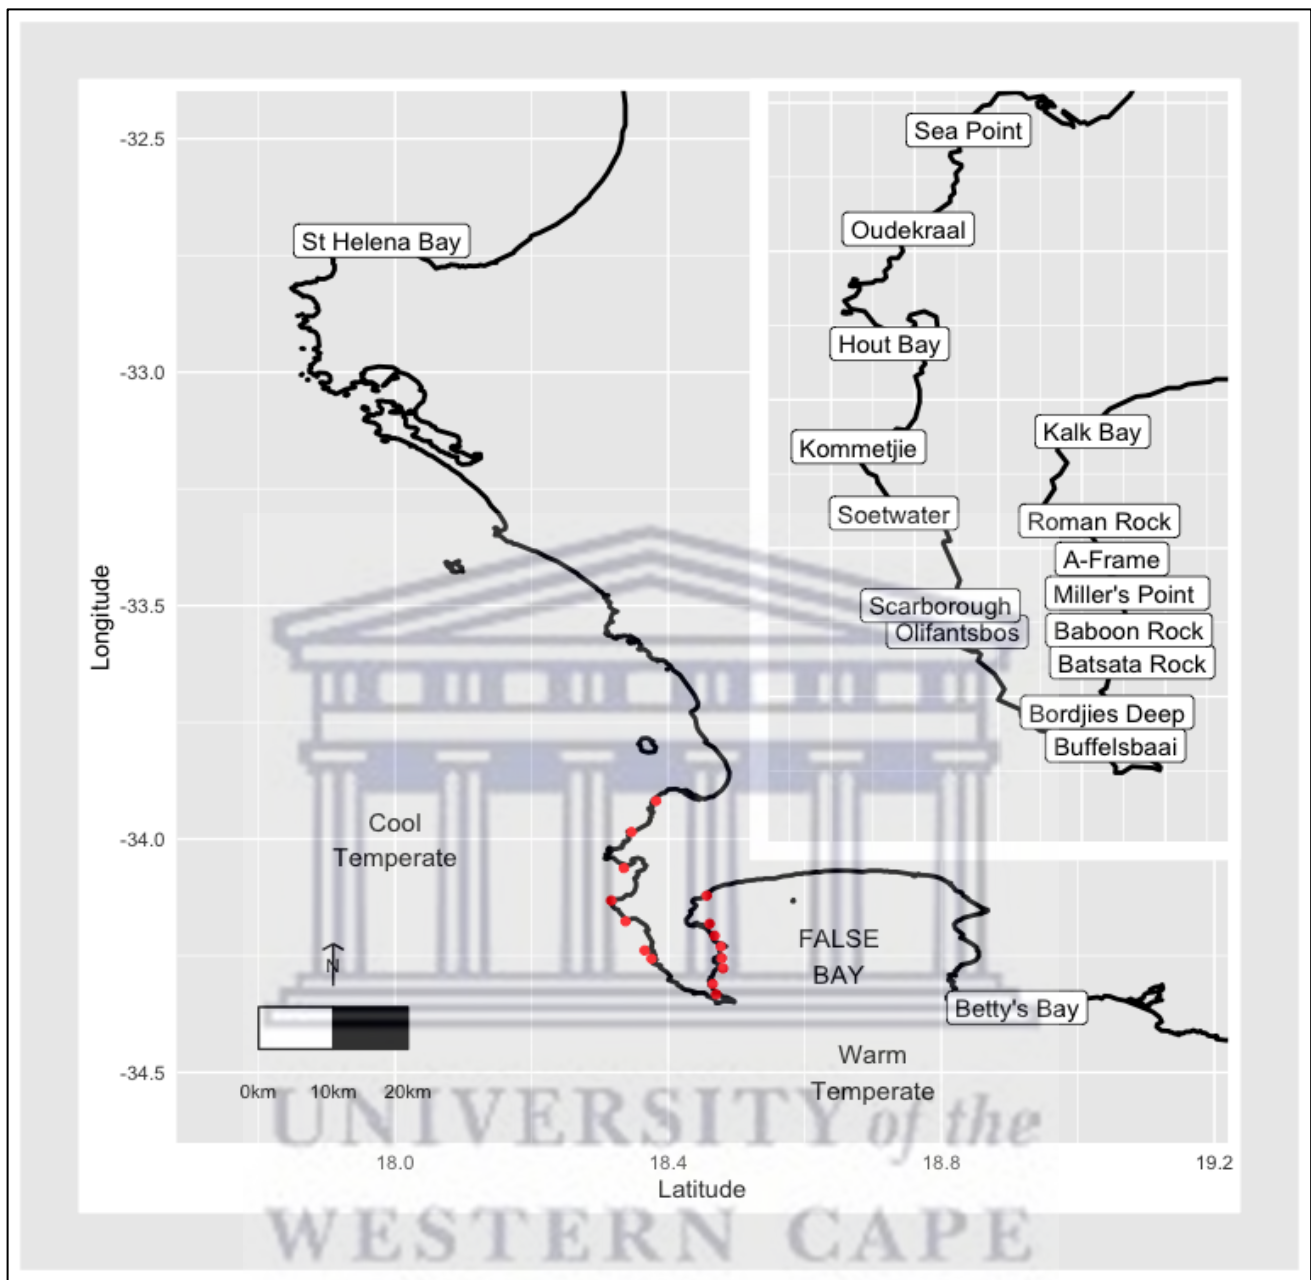 -32.5
-33.0
-33.5
-34.0
-34.5
Longitude
St Helena Bay
Sea Point
Oudekraal
Hout Bay
Kommetjie
Soetwater
Scarborough
Olifantsbos
Kalk Bay
Roman Rock
A-Frame
Miller's Point
Baboon Rock
Batsata Rock
Bordjies Deep
Buffelsbaai
Cool
Temperate
FALSE
BAY
Betty's Bay
Warm
Temperate
N
0km 10km 20km
18.0 18.4 18.8 19.2
Latitude
UNIVERSITY of the
WESTERN CAPE